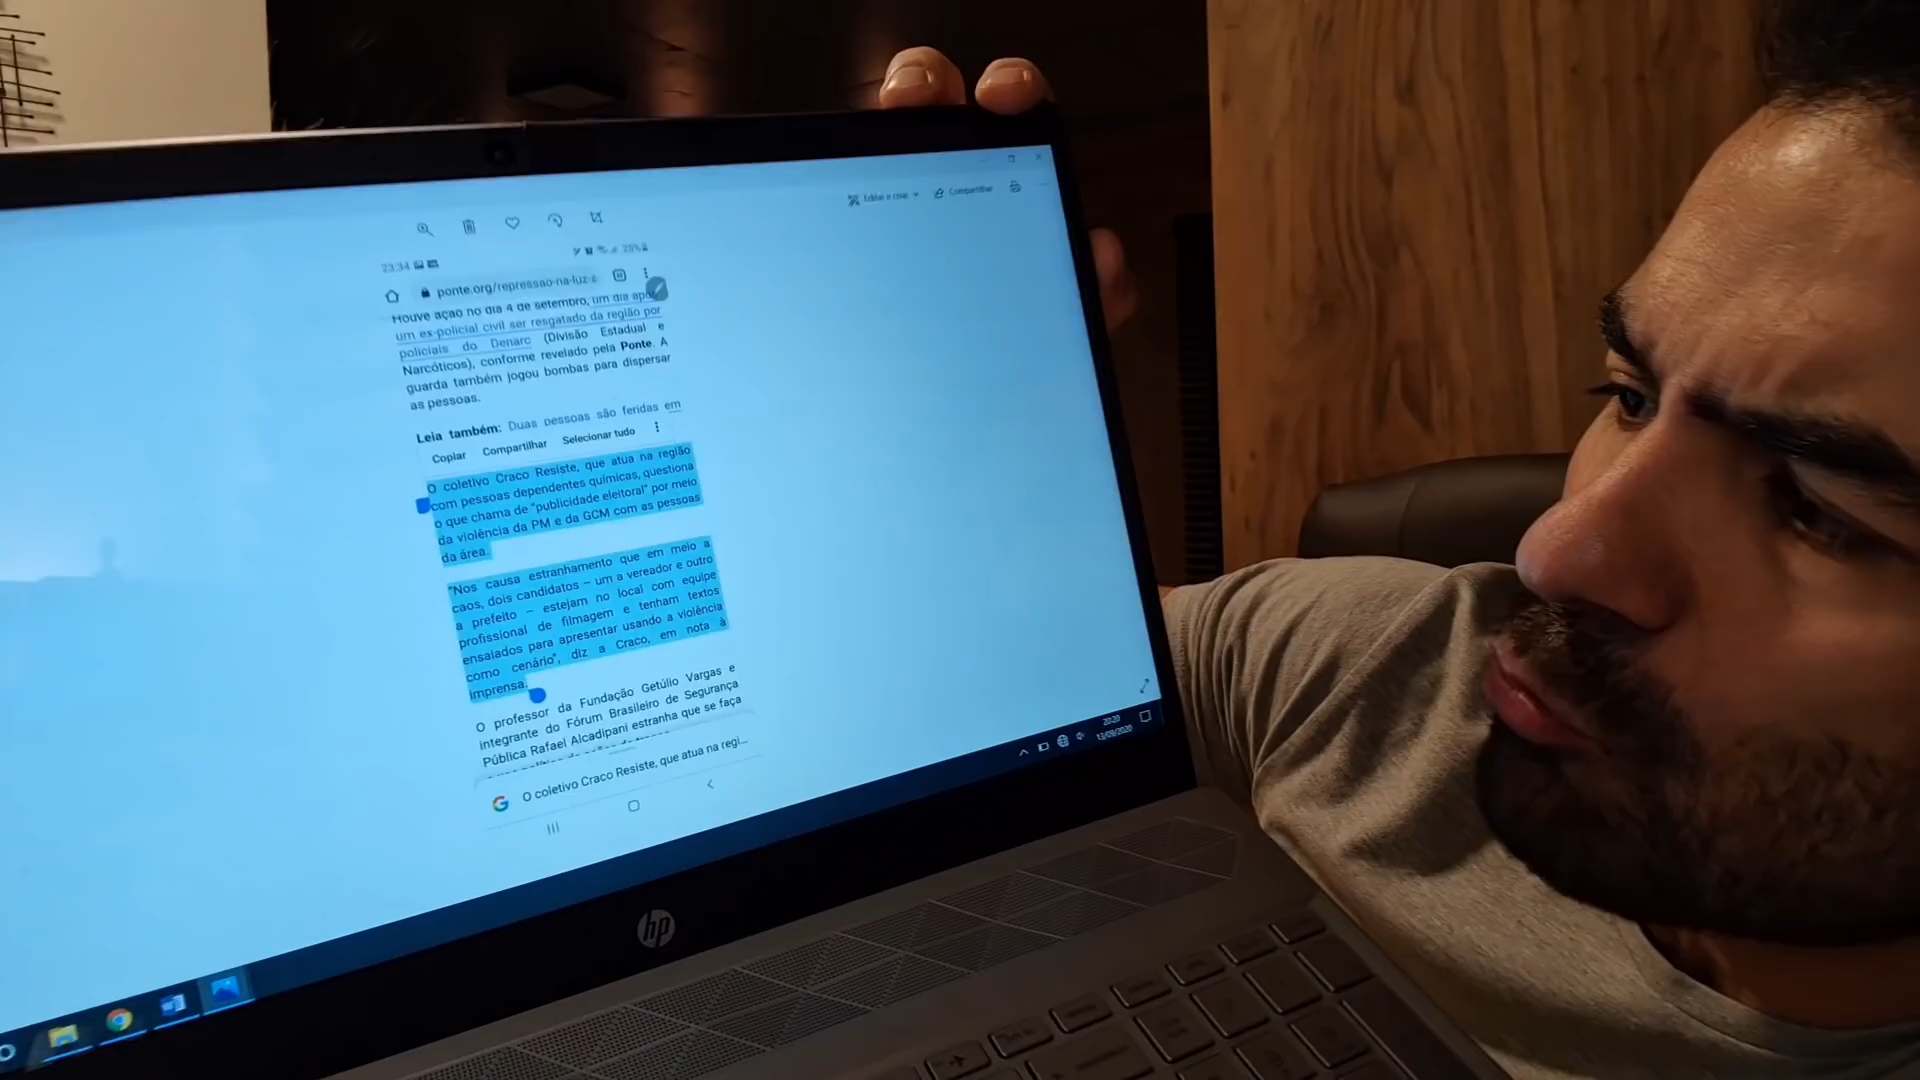 Editar e criar
Compartilhar
23:34
25%
ponte.org/repressao-na-luz-c
Houve ação no dia 4 de setembro, um dia após
um ex-policial civil ser resgatado da região por
policiais do Denarc (Divisão Estadual e
Narcóticos), conforme revelado pela Ponte. A
guarda também jogou bombas para dispersar
as pessoas.
Leia também: Duas pessoas são feridas em
Copiar Compartilhar Selecionar tudo
O coletivo Craco Resiste, que atua na região
com pessoas dependentes químicas, questiona
o que chama de "publicidade eleitoral" por meio
da violência da PM e da GCM com as pessoas
da área.
"Nos causa estranhamento que em meio a
caos, dois candidatos – um a vereador e outro
a prefeito – estejam no local com equipe
profissional de filmagem e tenham textos
ensaiados para apresentar usando a violência
como cenário", diz a Craco, em nota à
imprensa.
O professor da Fundação Getúlio Vargas e
integrante do Fórum Brasileiro de Segurança
Pública Rafael Alcadipani estranha que se faça
O coletivo Craco Resiste, que atua na regi...
20:20
13/09/2020
hp